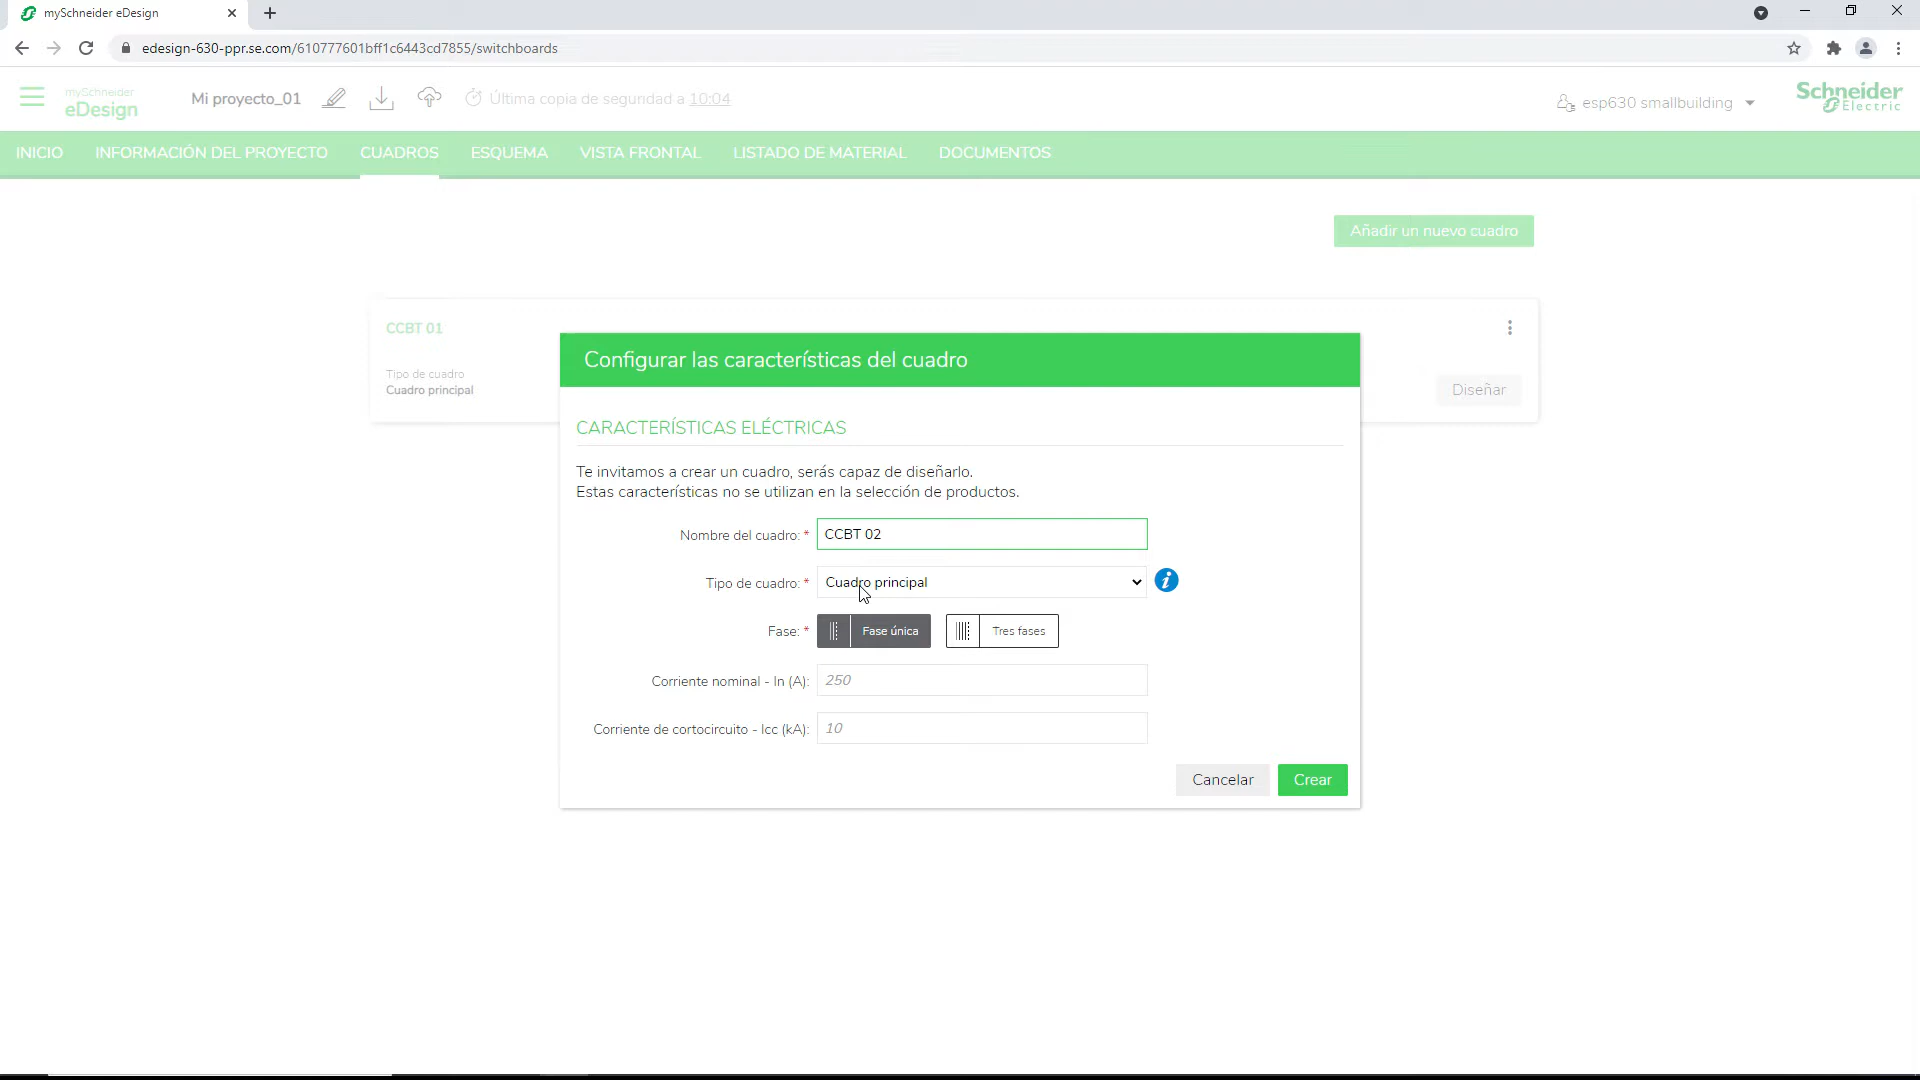 mySchneider eDesign
edesign-630-ppr.se.com/610777601bff1c6443cd7855/switchboards
mySchneider
eDesign
Mi proyecto_01
Última copia de seguridad a 10:04
esp630 smallbuilding
Schneider
Electric
INICIO
INFORMACIÓN DEL PROYECTO
CUADROS
ESQUEMA
VISTA FRONTAL
LISTADO DE MATERIAL
DOCUMENTOS
Añadir un nuevo cuadro
CCBT 01
Tipo de cuadro
Cuadro principal
Diseñar
Configurar las características del cuadro
CARACTERÍSTICAS ELÉCTRICAS
Te invitamos a crear un cuadro, serás capaz de diseñarlo.
Estas características no se utilizan en la selección de productos.
Nombre del cuadro: * CCBT 02
Tipo de cuadro: * Cuadro principal
Fase: * Fase única Tres fases
Corriente nominal - In (A): 250
Corriente de cortocircuito - Icc (kA): 10
Cancelar
Crear